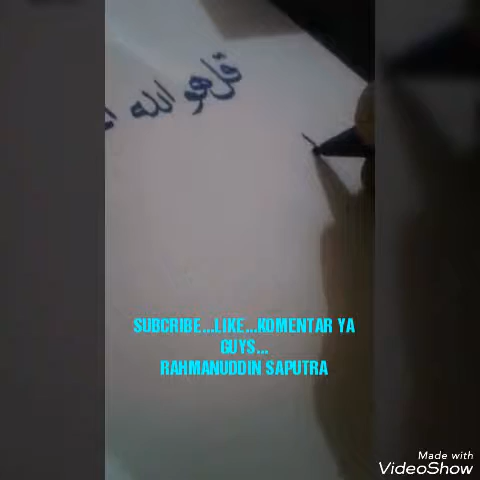 قل هو الله
SUBCRIBE...LIKE...KOMENTAR YA
GUYS...
RAHMANUDDIN SAPUTRA
Made with
VideoShow